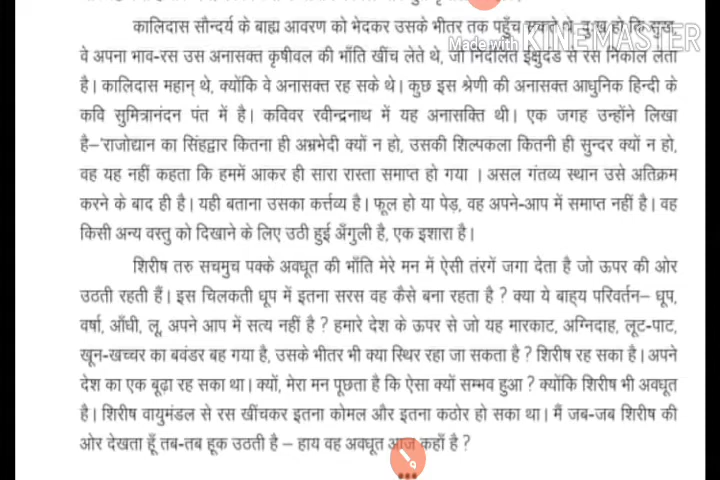 कालिदास सौन्दर्य के बाह्य आवरण को भेदकर उसके भीतर तक पहुँच सकते थे, दुःख हो कि सुख,
Made with KINEMASTER
वे अपना भाव-रस उस अनासक्त कृषीवल की भाँति खींच लेते थे, जो निर्दलित ईक्षुदंड से रस निकाल लेता
है। कालिदास महान् थे, क्योंकि वे अनासक्त रह सके थे। कुछ इस श्रेणी की अनासक्त आधुनिक हिन्दी के
कवि सुमित्रानंदन पंत में है। कविवर रवीन्द्रनाथ में यह अनासक्ति थी। एक जगह उन्होंने लिखा
है–'राजोद्यान का सिंहद्वार कितना ही अभ्रभेदी क्यों न हो, उसकी शिल्पकला कितनी ही सुन्दर क्यों न हो,
वह यह नहीं कहता कि हममें आकर ही सारा रास्ता समाप्त हो गया । असल गंतव्य स्थान उसे अतिक्रम
करने के बाद ही है। यही बताना उसका कर्त्तव्य है। फूल हो या पेड़, वह अपने-आप में समाप्त नहीं है। वह
किसी अन्य वस्तु को दिखाने के लिए उठी हुई अँगुली है, एक इशारा है।
शिरीष तरु सचमुच पक्के अवधूत की भाँति मेरे मन में ऐसी तरंगें जगा देता है जो ऊपर की ओर
उठती रहती हैं। इस चिलकती धूप में इतना सरस वह कैसे बना रहता है ? क्या ये बाह्य परिवर्तन– धूप,
वर्षा, आँधी, लू, अपने आप में सत्य नहीं है ? हमारे देश के ऊपर से जो यह मारकाट, अग्निदाह, लूट-पाट,
खून-खच्चर का बवंडर बह गया है, उसके भीतर भी क्या स्थिर रहा जा सकता है ? शिरीष रह सका है। अपने
देश का एक बूढ़ा रह सका था। क्यों, मेरा मन पूछता है कि ऐसा क्यों सम्भव हुआ ? क्योंकि शिरीष भी अवधूत
है। शिरीष वायुमंडल से रस खींचकर इतना कोमल और इतना कठोर हो सका था। मैं जब-जब शिरीष की
ओर देखता हूँ तब-तब हूक उठती है – हाय वह अवधूत आज कहाँ है ?